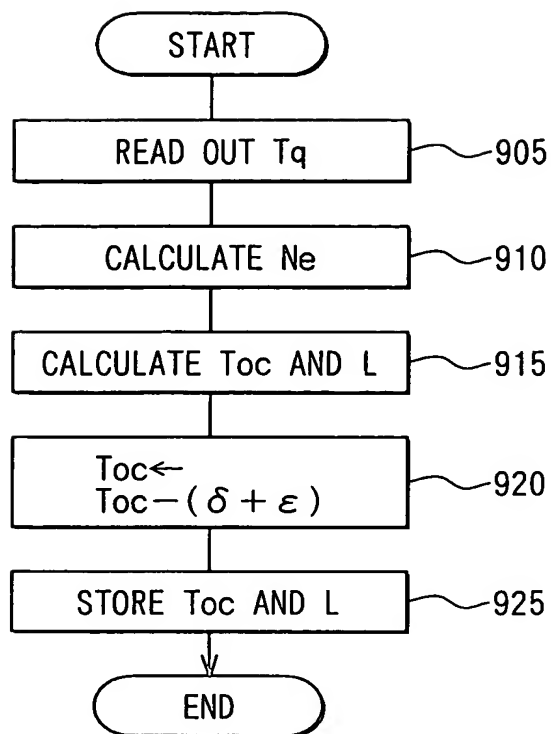 START
READ OUT Tq
905
CALCULATE Ne
910
CALCULATE Toc AND L
915
Toc←
Toc−(δ+ε)
920
STORE Toc AND L
925
END